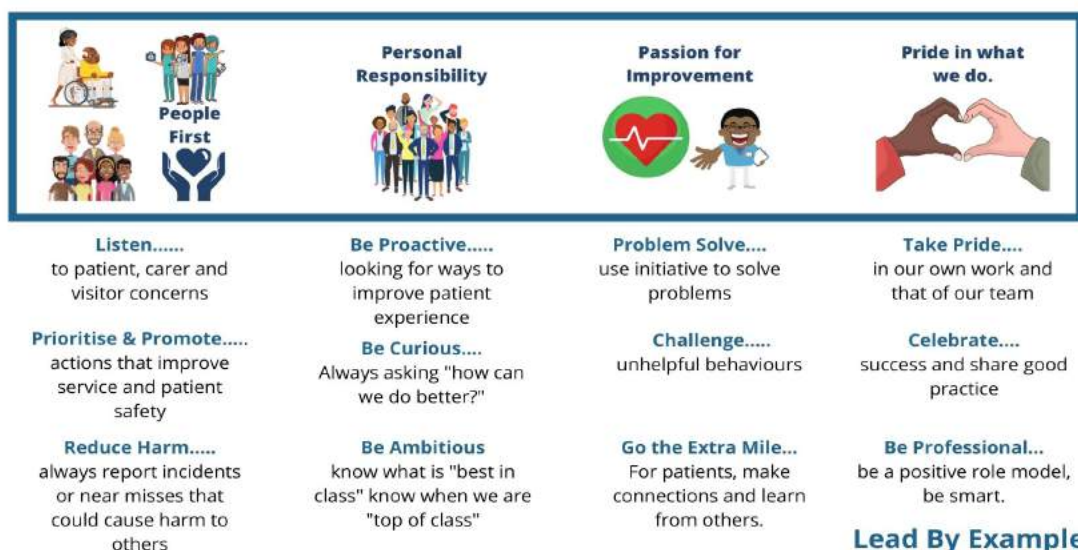 People
First
Personal
Responsibility
Passion for
Improvement
Pride in what
we do.
Listen......
to patient, carer and
visitor concerns
Prioritise & Promote.....
actions that improve
service and patient
safety
Reduce Harm.....
always report incidents
or near misses that
could cause harm to
others
Be Proactive.....
looking for ways to
improve patient
experience
Be Curious....
Always asking "how can
we do better?"
Be Ambitious
know what is "best in
class" know when we are
"top of class"
Problem Solve....
use initiative to solve
problems
Challenge.....
unhelpful behaviours
Go the Extra Mile...
For patients, make
connections and learn
from others.
Take Pride....
in our own work and
that of our team
Celebrate....
success and share good
practice
Be Professional...
be a positive role model,
be smart.
Lead By Example